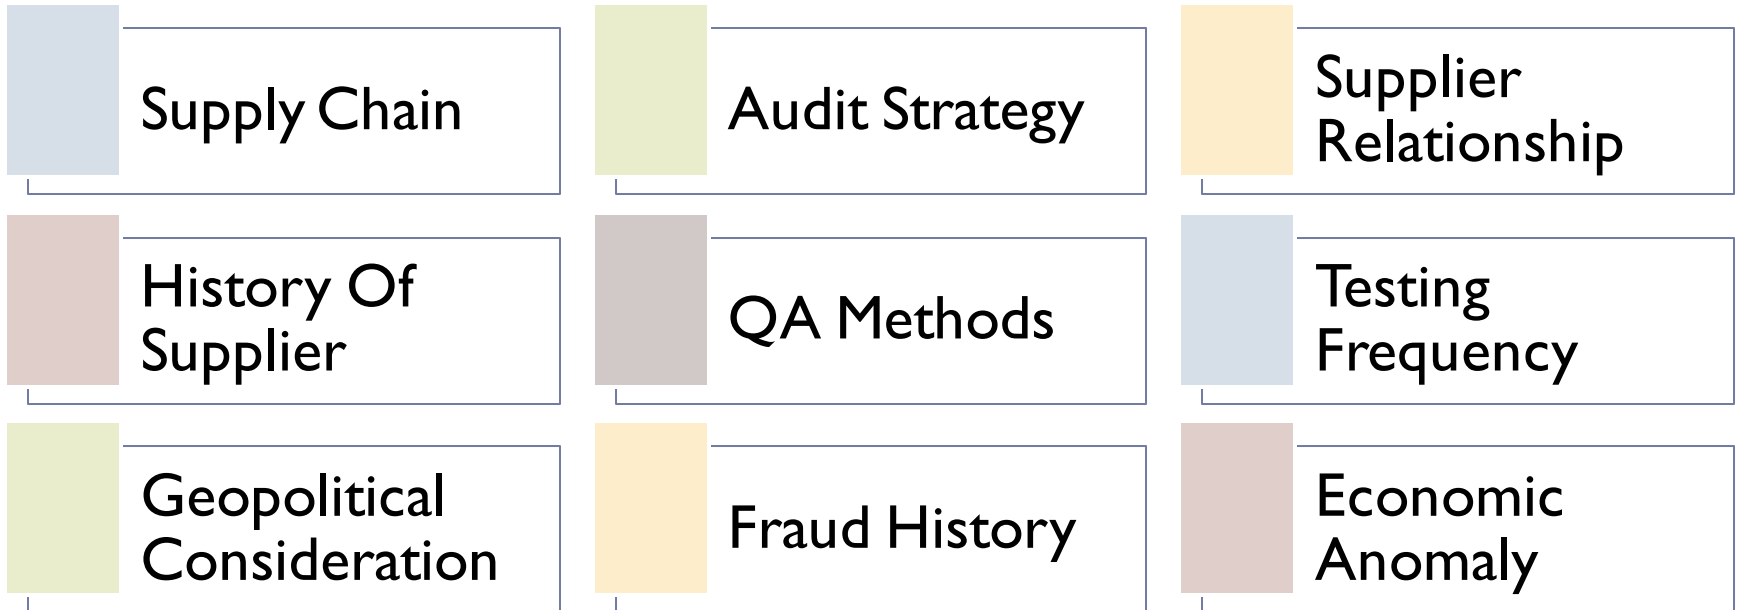 Supply Chain
Audit Strategy
Supplier
Relationship
History Of
Supplier
QA Methods
Testing
Frequency
Geopolitical
Consideration
Fraud History
Economic
Anomaly